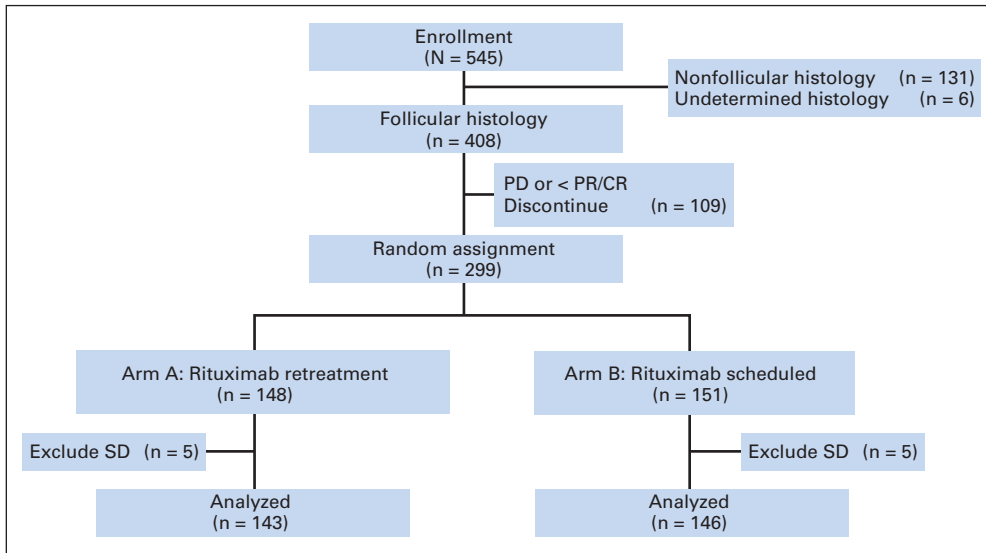 Enrollment
(N = 545)
Nonfollicular histology (n = 131)
Undetermined histology (n = 6)
Follicular histology
(n = 408)
PD or < PR/CR
Discontinue (n = 109)
Random assignment
(n = 299)
Arm A: Rituximab retreatment
(n = 148)
Arm B: Rituximab scheduled
(n = 151)
Exclude SD (n = 5)
Exclude SD (n = 5)
Analyzed
(n = 143)
Analyzed
(n = 146)